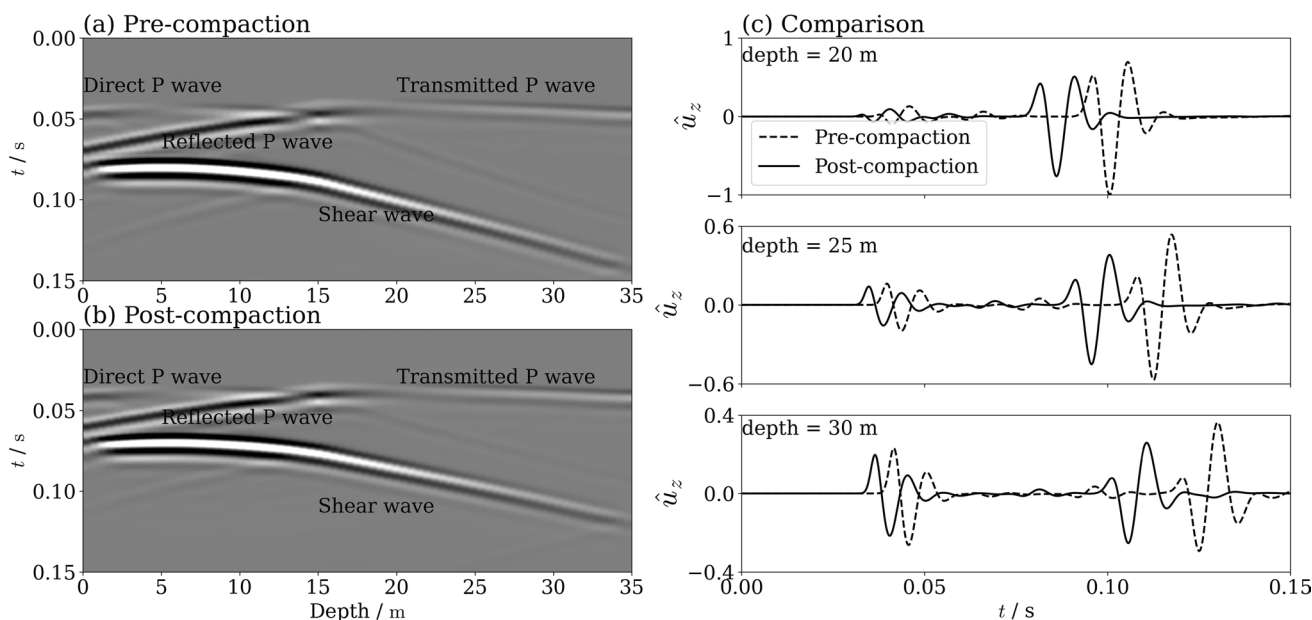 (a) Pre-compaction
0.00
Direct P wave
Transmitted P wave
0.05
Reflected P wave
t / s
0.10
Shear wave
0.15
0 5 10 15 20 25 30 35
(b) Post-compaction
0.00
Direct P wave
Transmitted P wave
0.05
Reflected P wave
t / s
0.10
Shear wave
0.15
0 5 10 15 20 25 30 35
Depth / m
(c) Comparison
1
depth = 20 m
û_z
0
Pre-compaction
Post-compaction
−1
0.6
depth = 25 m
û_z
0.0
−0.6
0.4
depth = 30 m
û_z
0.0
−0.4
0.00 0.05 0.10 0.15
t / s